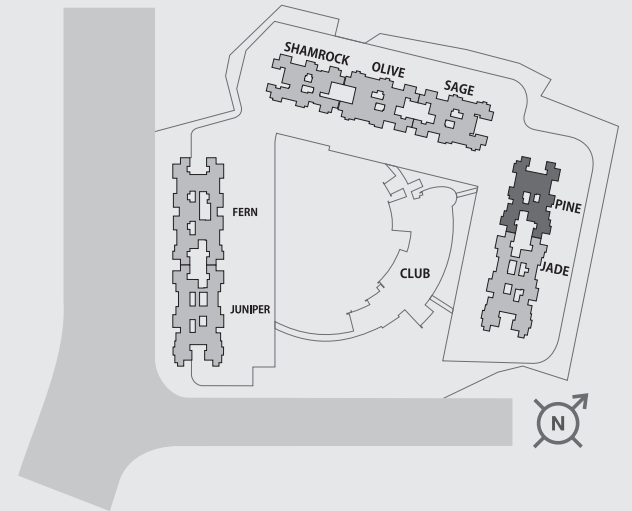 SHAMROCK
OLIVE
SAGE
PINE
FERN
JADE
CLUB
JUNIPER
N